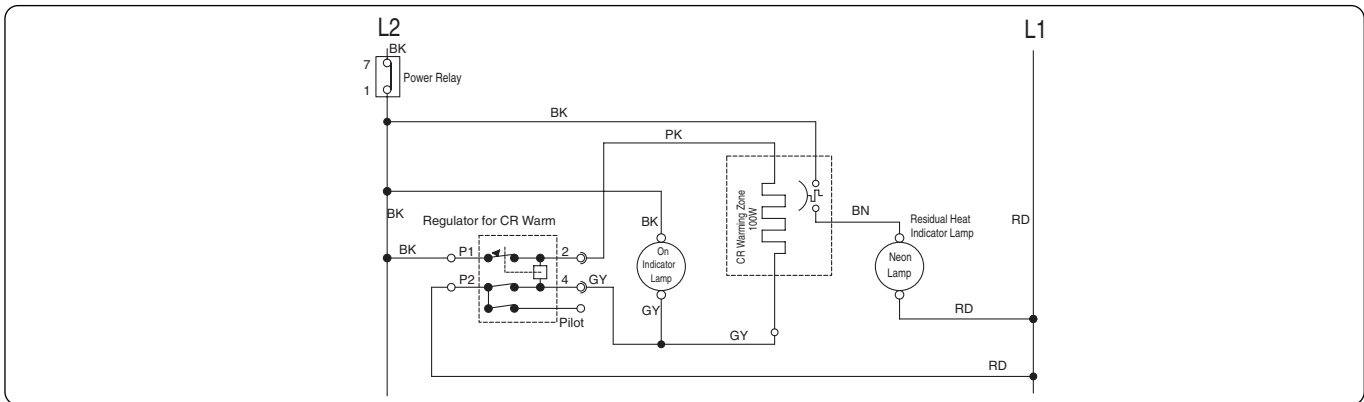 L2
L1
BK
7
Power Relay
1
BK
PK
CR Warming Zone
100W
BN
Residual Heat
Indicator Lamp
RD
BK
Regulator for CR Warm
BK
BK
P1
2
On
Indicator
Lamp
Neon
Lamp
P2
4
GY
Pilot
GY
GY
RD
RD